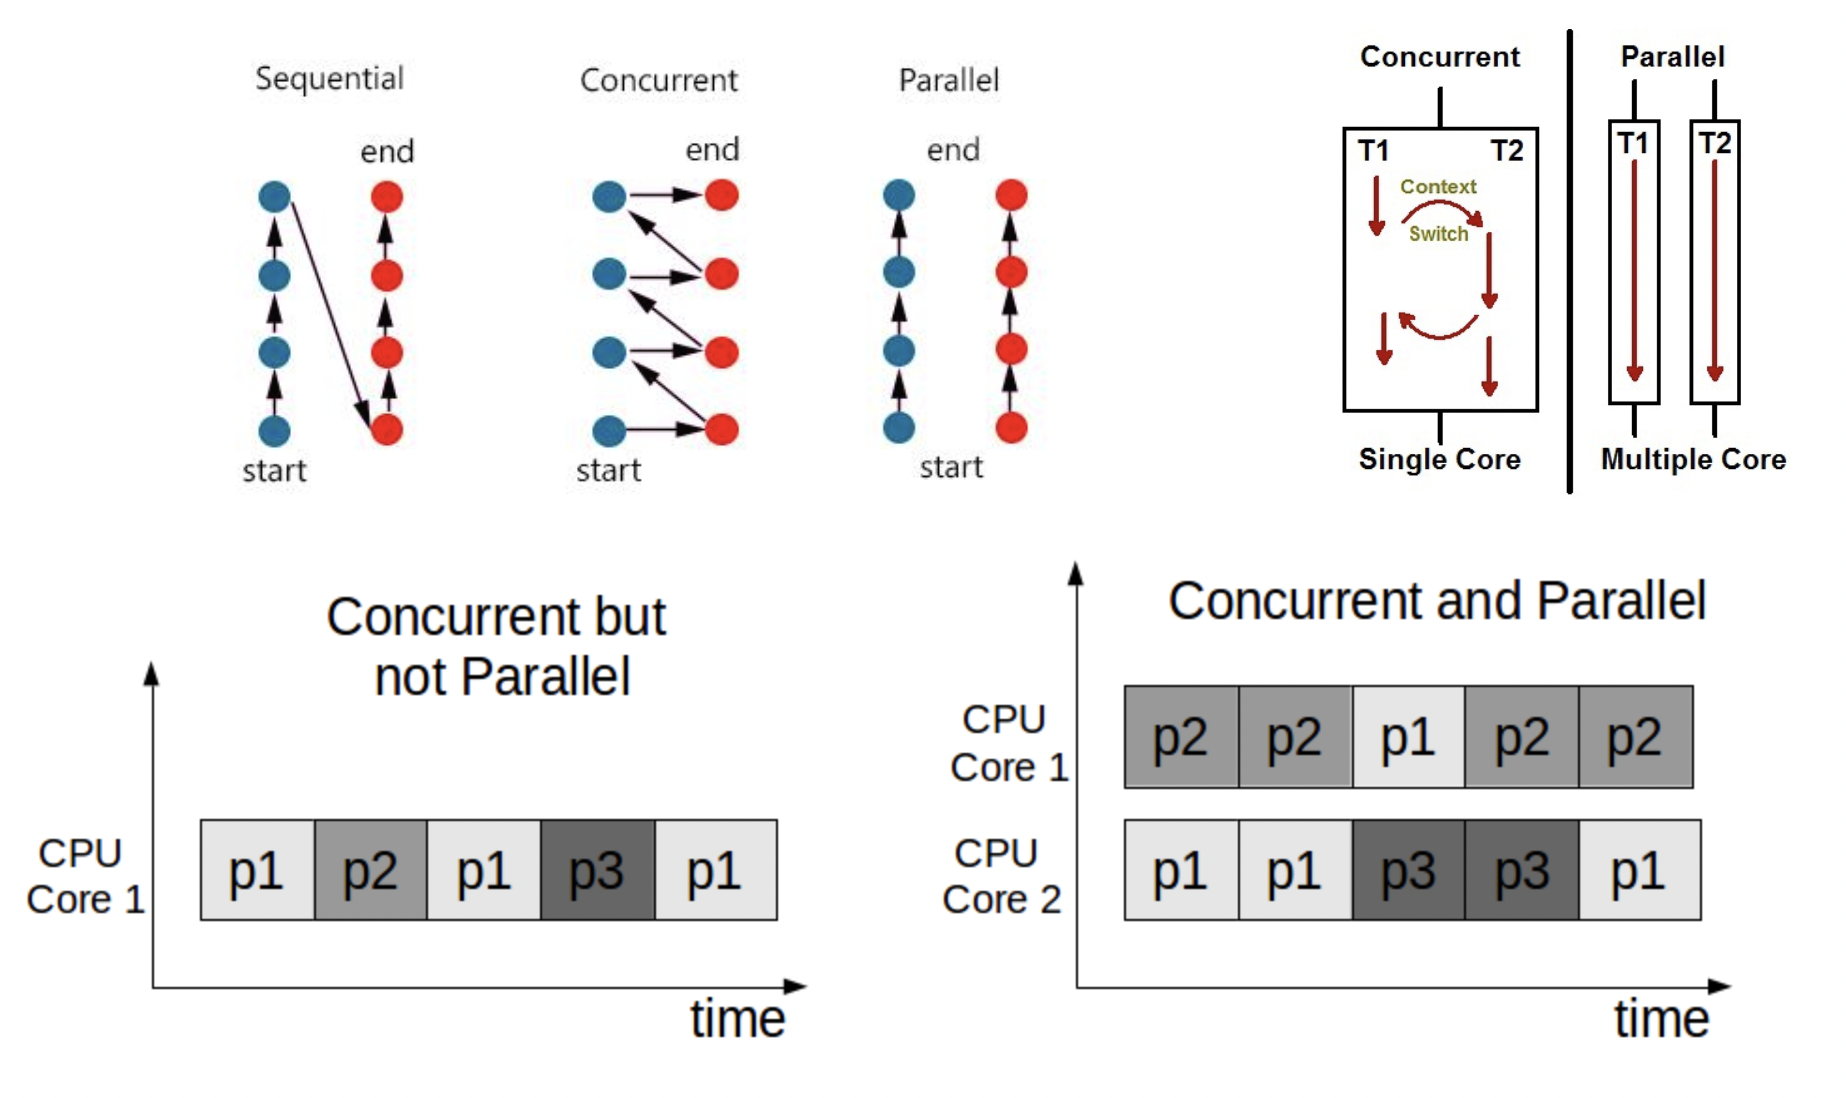 Sequential
end
start
Concurrent
end
start
Parallel
end
start
Concurrent
T1 T2
Context
Switch
Single Core
Parallel
T1 T2
Multiple Core
Concurrent but
not Parallel
CPU
Core 1
p1 p2 p1 p3 p1
time
Concurrent and Parallel
CPU
Core 1
p2 p2 p1 p2 p2
CPU
Core 2
p1 p1 p3 p3 p1
time